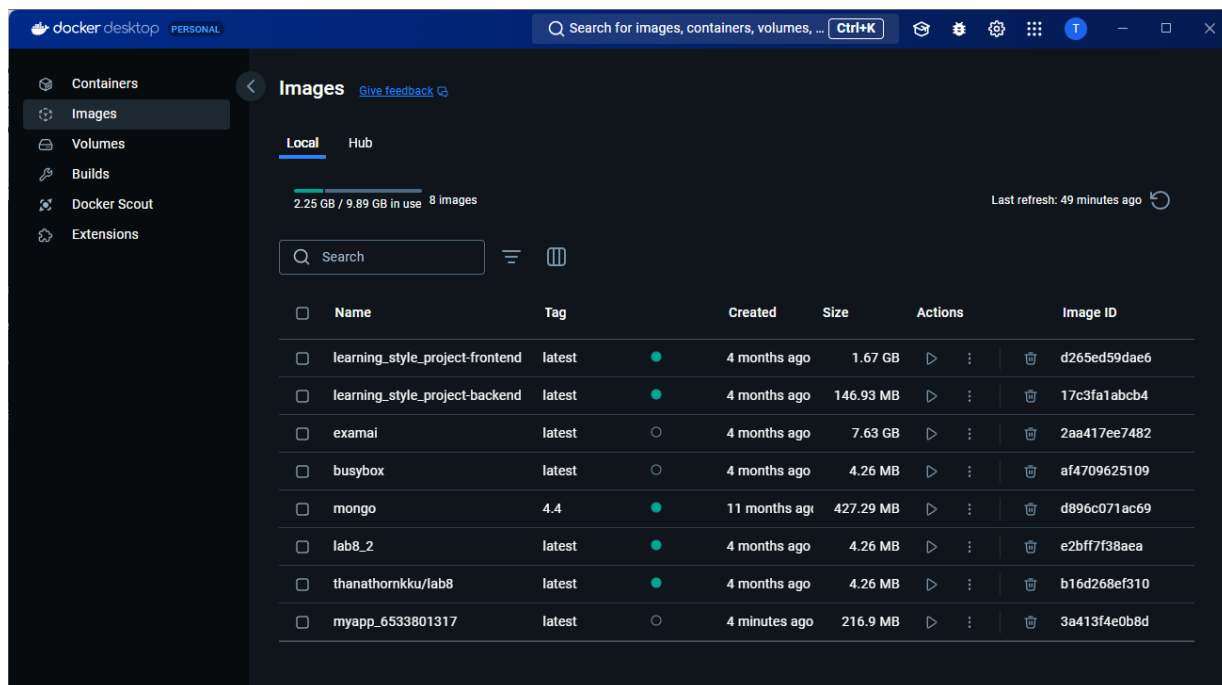 docker desktop PERSONAL
Search for images, containers, volumes, ... Ctrl+K
T
Containers
Images
Volumes
Builds
Docker Scout
Extensions
Images Give feedback
Local Hub
2.25 GB / 9.89 GB in use 8 images
Last refresh: 49 minutes ago
Search
Name Tag Created Size Actions Image ID
learning_style_project-frontend latest 4 months ago 1.67 GB d265ed59dae6
learning_style_project-backend latest 4 months ago 146.93 MB 17c3fa1abcb4
examai latest 4 months ago 7.63 GB 2aa417ee7482
busybox latest 4 months ago 4.26 MB af4709625109
mongo 4.4 11 months ago 427.29 MB d896c071ac69
lab8_2 latest 4 months ago 4.26 MB e2bff7f38aea
thanathornkku/lab8 latest 4 months ago 4.26 MB b16d268ef310
myapp_6533801317 latest 4 minutes ago 216.9 MB 3a413f4e0b8d